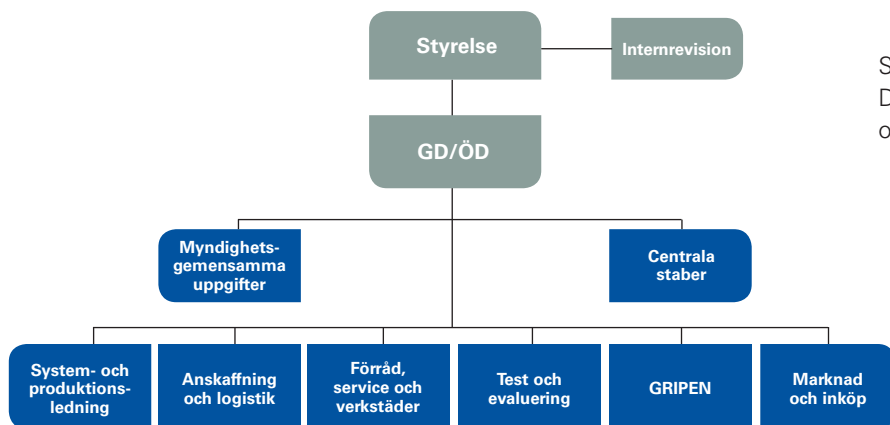 Styrelse
Internrevision
S
D
o
GD/ÖD
Myndighets-
gemensamma
uppgifter
Centrala
staber
System- och
produktions-
ledning
Anskaffning
och logistik
Förråd,
service och
verkstäder
Test och
evaluering
GRIPEN
Marknad
och inköp